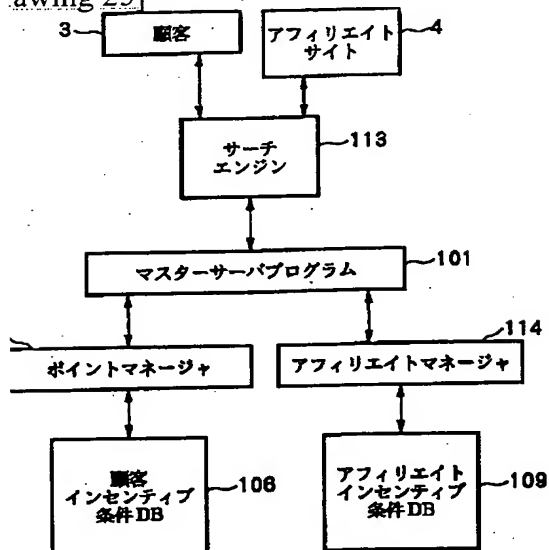 awing 29
3
顧客
アフィリエイト
サイト
4
サーチ
エンジン
113
マスターサーバプログラム
101
ポイントマネージャ
アフィリエイトマネージャ
114
顧客
インセンティブ
条件DB
106
アフィリエイト
インセンティブ
条件DB
109